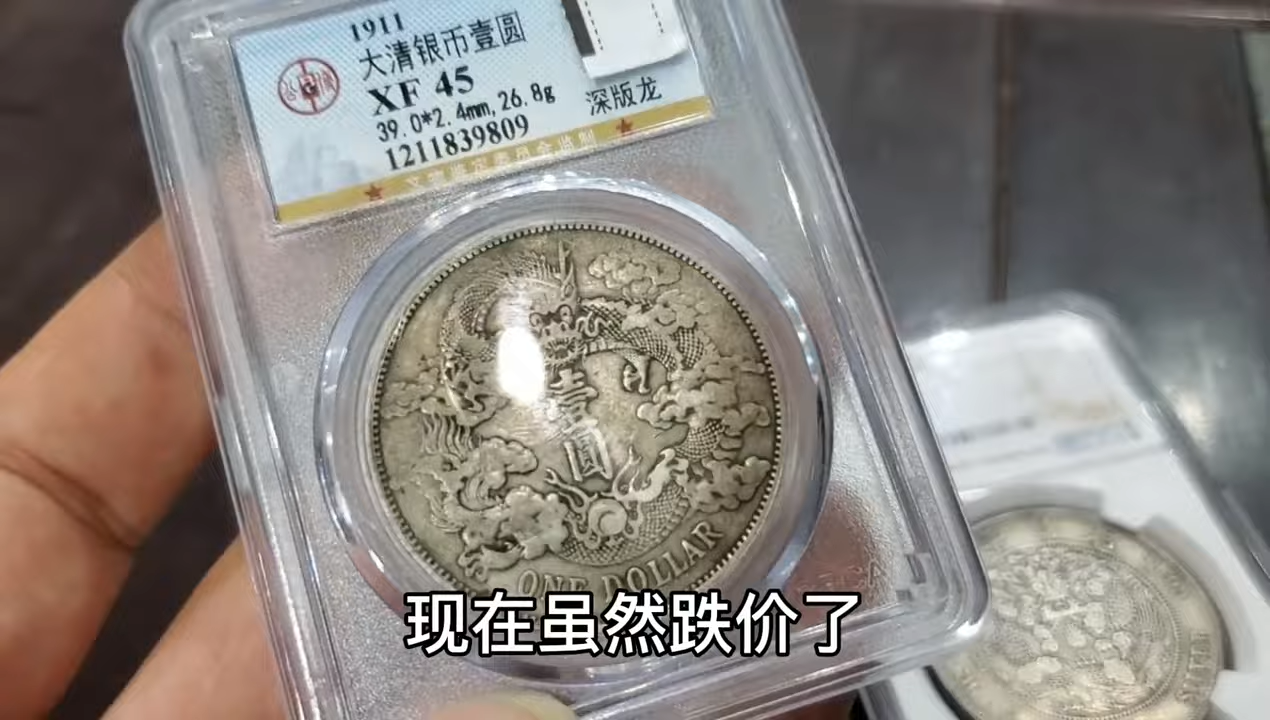 1911
大清银币壹圆
XF 45
39.0*2.4mm,26.8g
深版龙
1211839809
壹圆
ONE DOLLAR
现在虽然跌价了